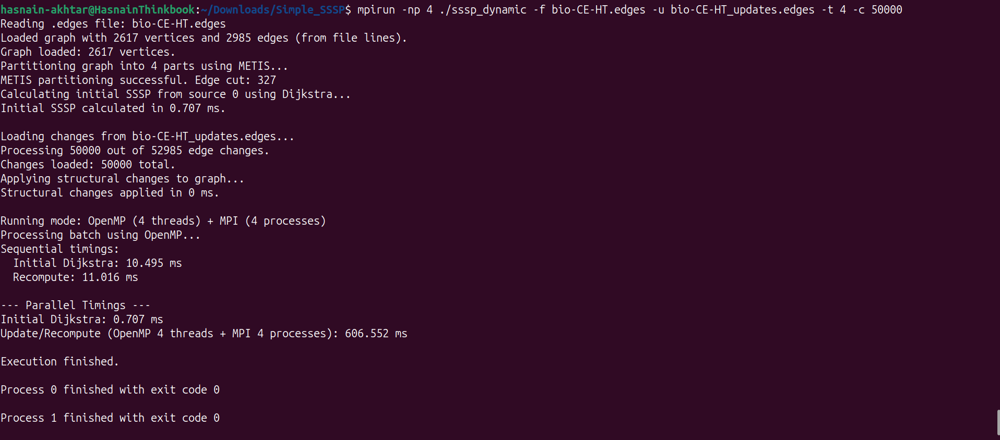 hasnain-akhtar@HasnainThinkbook:~/Downloads/Simple_SSSP$ mpirun -np 4 ./sssp_dynamic -f bio-CE-HT.edges -u bio-CE-HT_updates.edges -t 4 -c 50000
Reading .edges file: bio-CE-HT.edges
Loaded graph with 2617 vertices and 2985 edges (from file lines).
Graph loaded: 2617 vertices.
Partitioning graph into 4 parts using METIS...
METIS partitioning successful. Edge cut: 327
Calculating initial SSSP from source 0 using Dijkstra...
Initial SSSP calculated in 0.707 ms.

Loading changes from bio-CE-HT_updates.edges...
Processing 50000 out of 52985 edge changes.
Changes loaded: 50000 total.
Applying structural changes to graph...
Structural changes applied in 0 ms.

Running mode: OpenMP (4 threads) + MPI (4 processes)
Processing batch using OpenMP...
Sequential timings:
  Initial Dijkstra: 10.495 ms
  Recompute: 11.016 ms

--- Parallel Timings ---
Initial Dijkstra: 0.707 ms
Update/Recompute (OpenMP 4 threads + MPI 4 processes): 606.552 ms

Execution finished.

Process 0 finished with exit code 0

Process 1 finished with exit code 0